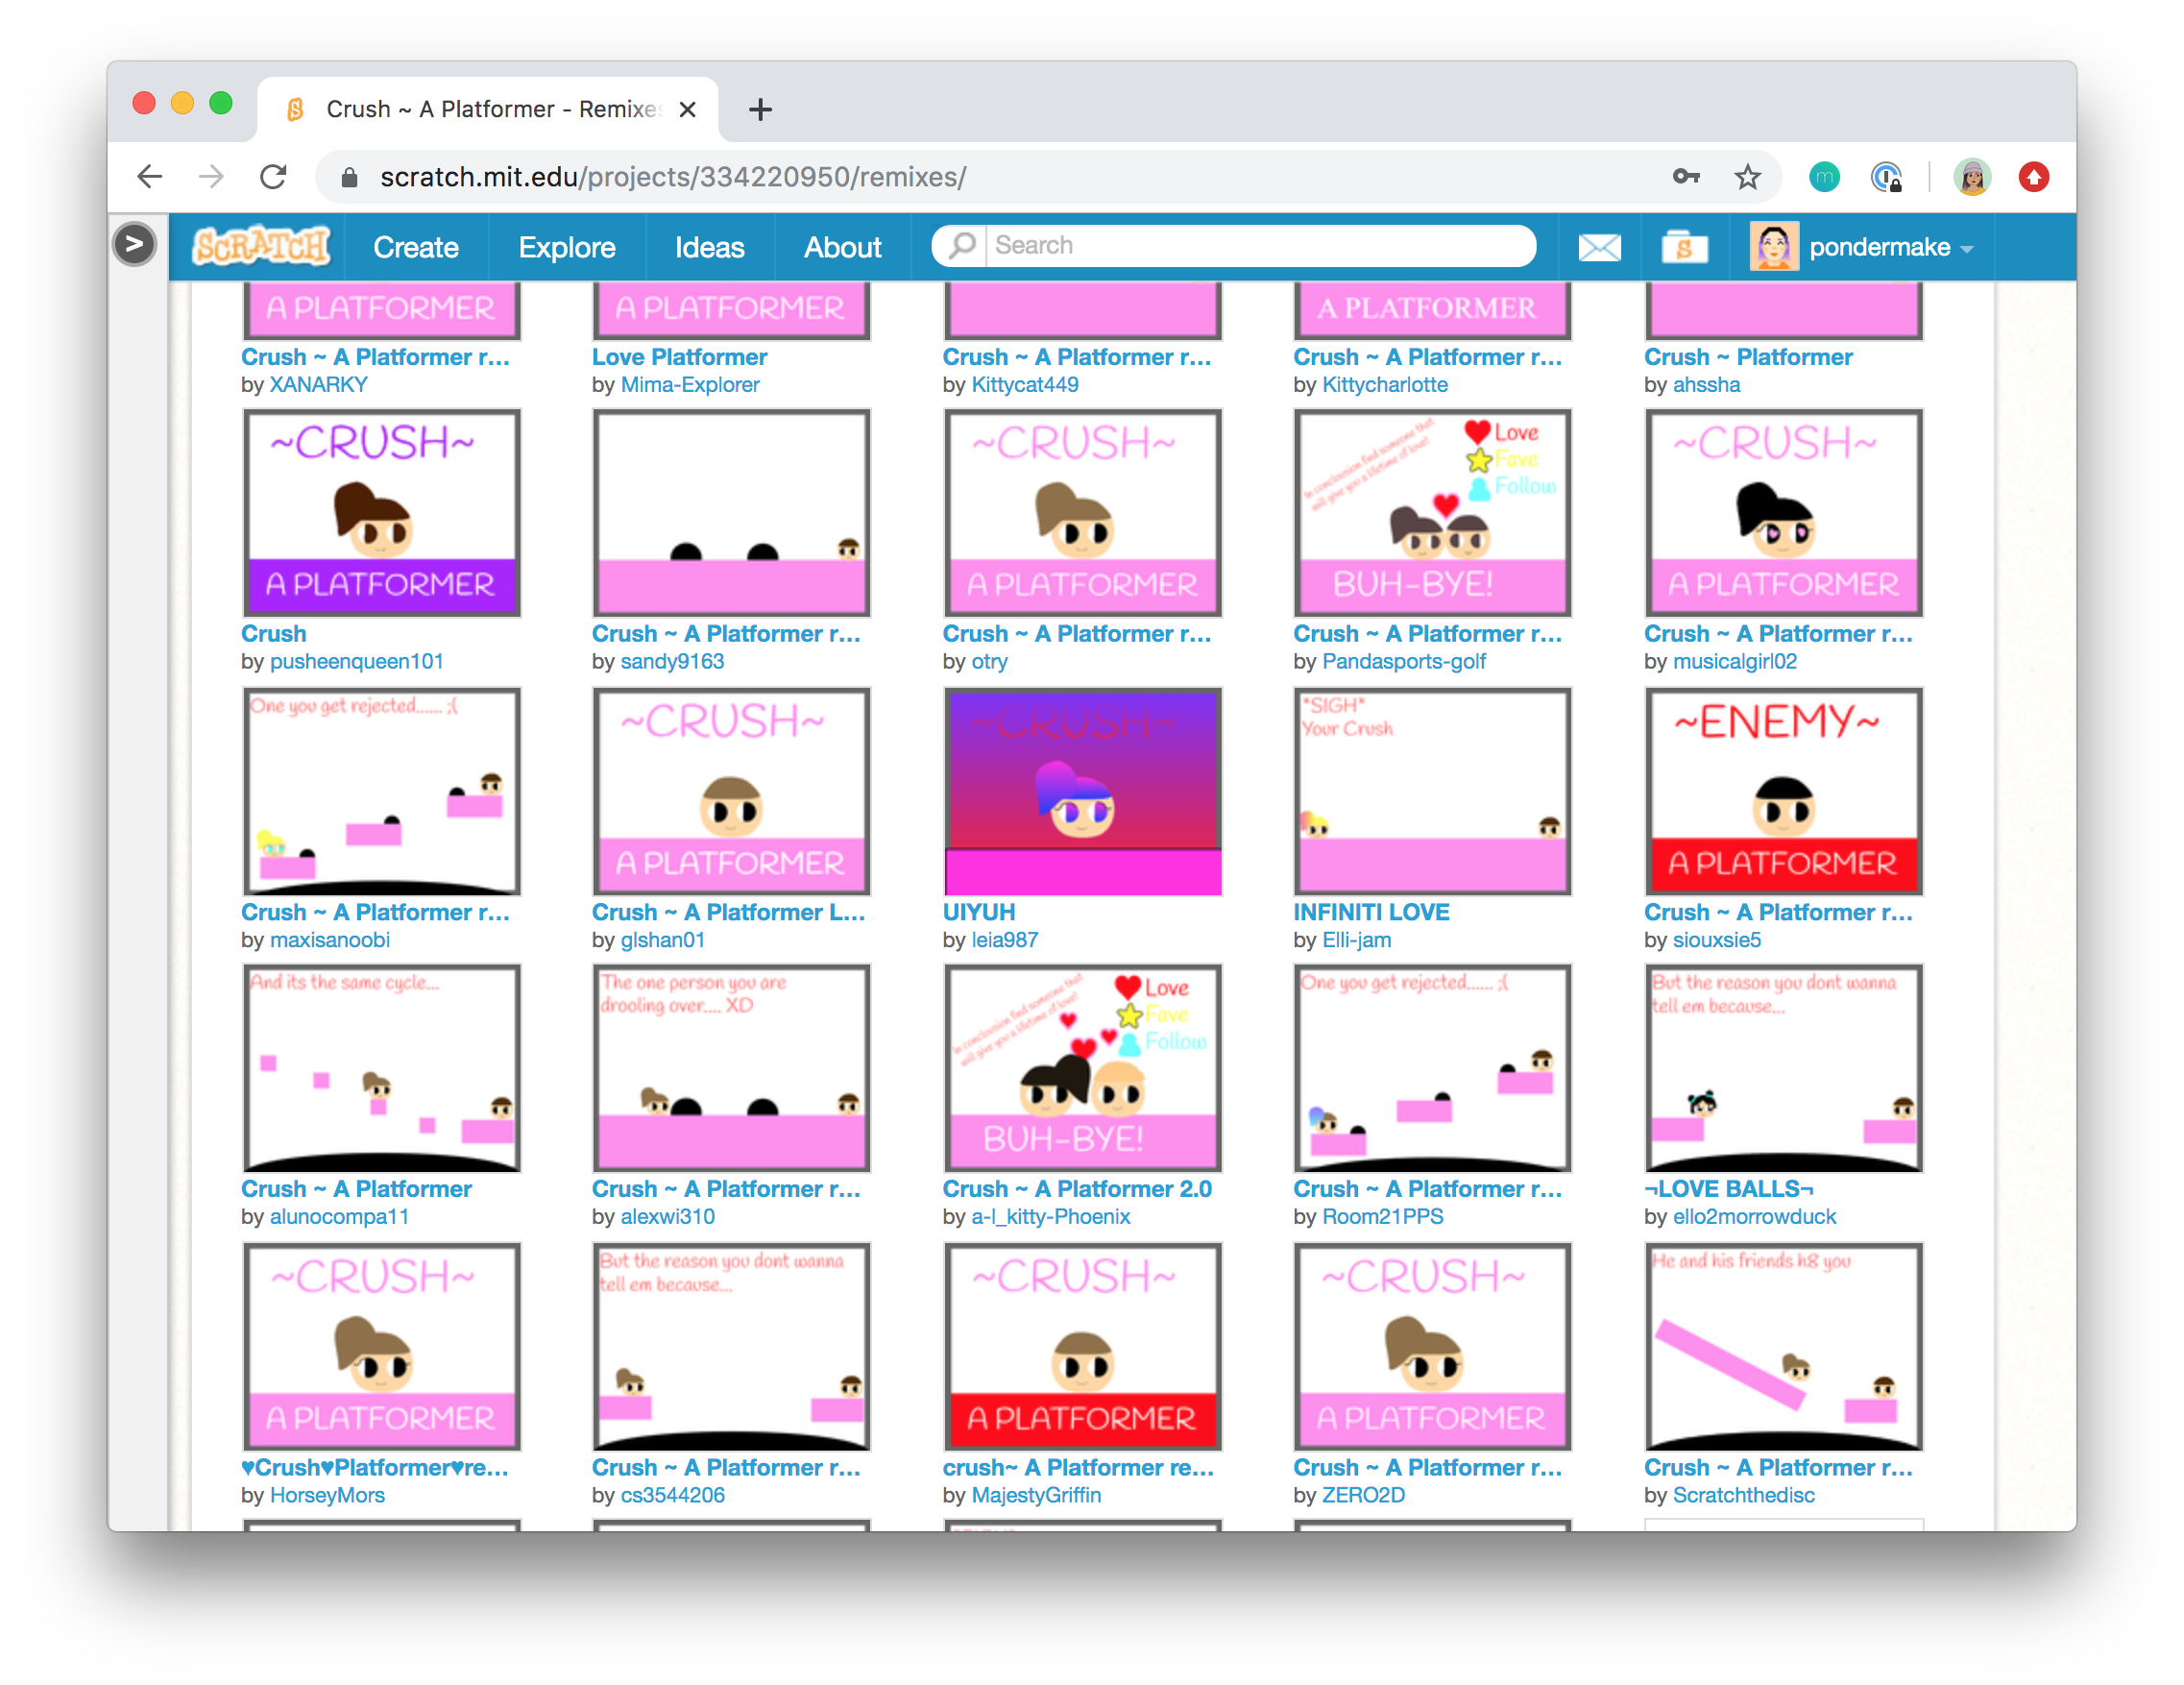 Crush ~ A Platformer - Remixes
scratch.mit.edu/projects/334220950/remixes/
SCRATCH Create Explore Ideas About Search pondermake
A PLATFORMER A PLATFORMER A PLATFORMER
Crush ~ A Platformer r... Love Platformer Crush ~ A Platformer r... Crush ~ A Platformer r... Crush ~ Platformer
by XANARKY by Mima-Explorer by Kittycat449 by Kittycharlotte by ahssha
~CRUSH~
A PLATFORMER
~CRUSH~
A PLATFORMER
In conclousion find someone that
will give you a lifetime of love!
Love
Fave
Follow
BUH-BYE!
~CRUSH~
A PLATFORMER
Crush Crush ~ A Platformer r... Crush ~ A Platformer r... Crush ~ A Platformer r... Crush ~ A Platformer r...
by pusheenqueen101 by sandy9163 by otry by Pandasports-golf by musicalgirl02
One you get rejected...... ;(
~CRUSH~
A PLATFORMER
~CRUSH~
*SIGH*
Your Crush
~ENEMY~
A PLATFORMER
Crush ~ A Platformer r... Crush ~ A Platformer L... UIYUH INFINITI LOVE Crush ~ A Platformer r...
by maxisanoobi by glshan01 by leia987 by Elli-jam by siouxsie5
And its the same cycle...
The one person you are
drooling over.... XD
In conclousion find someone that
will give you a lifetime of love!
Love
Fave
Follow
BUH-BYE!
One you get rejected...... ;(
But the reason you dont wanna
tell em because...
Crush ~ A Platformer Crush ~ A Platformer r... Crush ~ A Platformer 2.0 Crush ~ A Platformer r... ¬LOVE BALLS¬
by alunocompa11 by alexwi310 by a-l_kitty-Phoenix by Room21PPS by ello2morrowduck
~CRUSH~
A PLATFORMER
But the reason you dont wanna
tell em because...
~CRUSH~
A PLATFORMER
~CRUSH~
A PLATFORMER
He and his friends h8 you
♥Crush♥Platformer♥re... Crush ~ A Platformer r... crush~ A Platformer re... Crush ~ A Platformer r... Crush ~ A Platformer r...
by HorseyMors by cs3544206 by MajestyGriffin by ZERO2D by Scratchthedisc